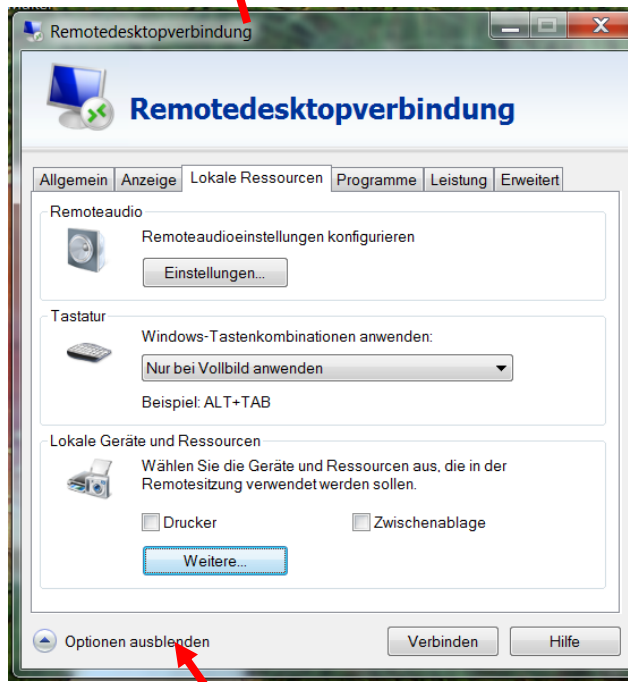 Remotedesktopverbindung
Remotedesktopverbindung
Allgemein Anzeige Lokale Ressourcen Programme Leistung Erweitert
Remoteaudio
Remoteaudioeinstellungen konfigurieren
Einstellungen...
Tastatur
Windows-Tastenkombinationen anwenden:
Nur bei Vollbild anwenden
Beispiel: ALT+TAB
Lokale Geräte und Ressourcen
Wählen Sie die Geräte und Ressourcen aus, die in der
Remotesitzung verwendet werden sollen.
Drucker Zwischenablage
Weitere...
Optionen ausblenden Verbinden Hilfe